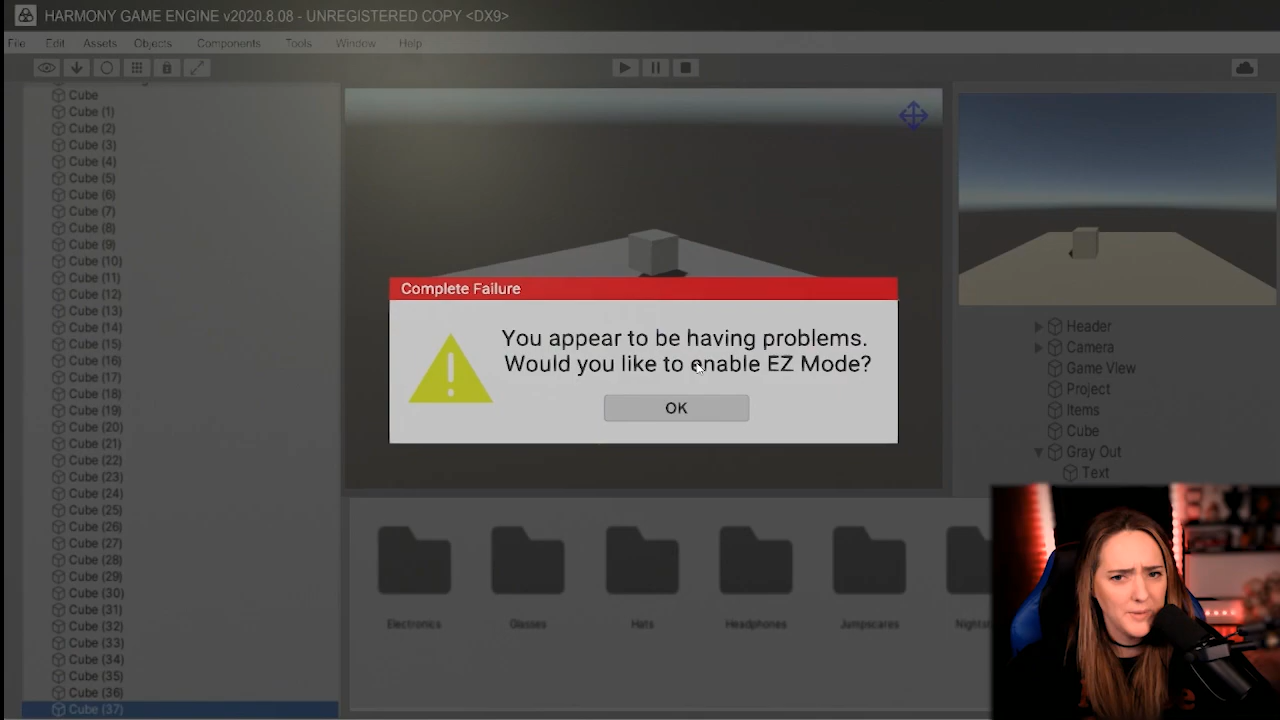 HARMONY GAME ENGINE v2020.8.08 - UNREGISTERED COPY <DX9>
File Edit Assets Objects Components Tools Window Help
Cube
Cube (1)
Cube (2)
Cube (3)
Cube (4)
Cube (5)
Cube (6)
Cube (7)
Cube (8)
Cube (9)
Cube (10)
Cube (11)
Cube (12)
Cube (13)
Cube (14)
Cube (15)
Cube (16)
Cube (17)
Cube (18)
Cube (19)
Cube (20)
Cube (21)
Cube (22)
Cube (23)
Cube (24)
Cube (25)
Cube (26)
Cube (27)
Cube (28)
Cube (29)
Cube (30)
Cube (31)
Cube (32)
Cube (33)
Cube (34)
Cube (35)
Cube (36)
Cube (37)
Complete Failure
You appear to be having problems.
Would you like to enable EZ Mode?
OK
Header
Camera
Game View
Project
Items
Cube
Gray Out
Text
Electronics
Glasses
Hats
Headphones
Jumpscares